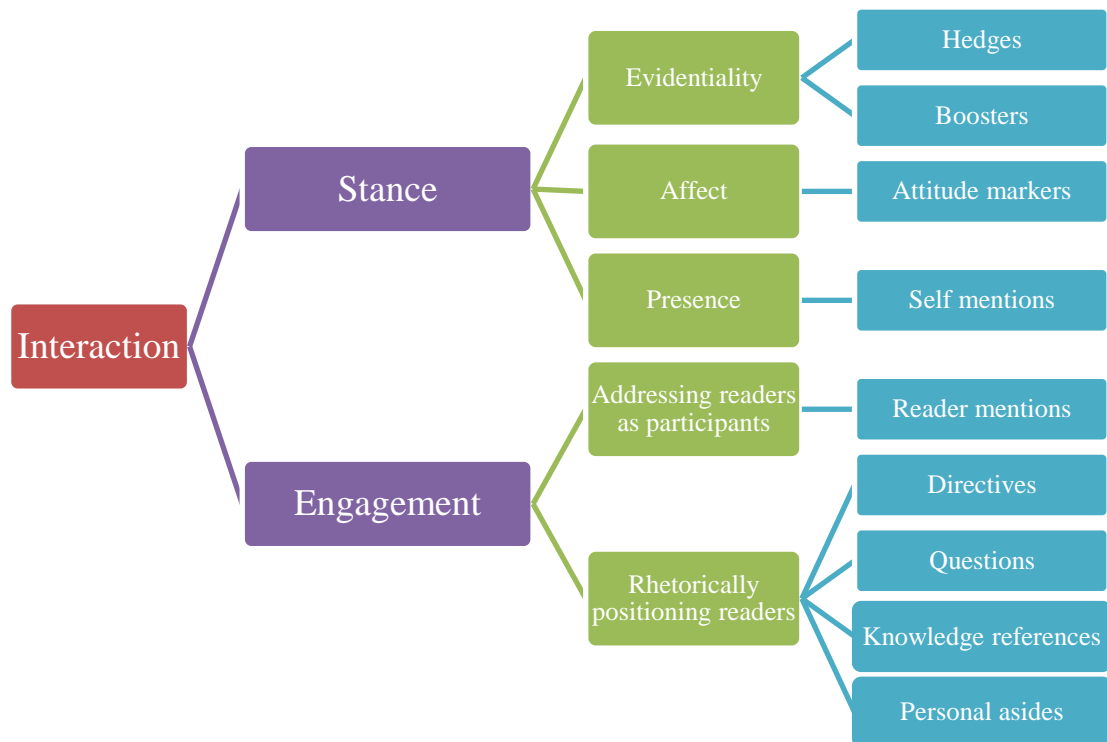 Interaction
Stance
Evidentiality
Hedges
Boosters
Affect
Attitude markers
Presence
Self mentions
Engagement
Addressing readers
as participants
Reader mentions
Rhetorically
positioning readers
Directives
Questions
Knowledge references
Personal asides